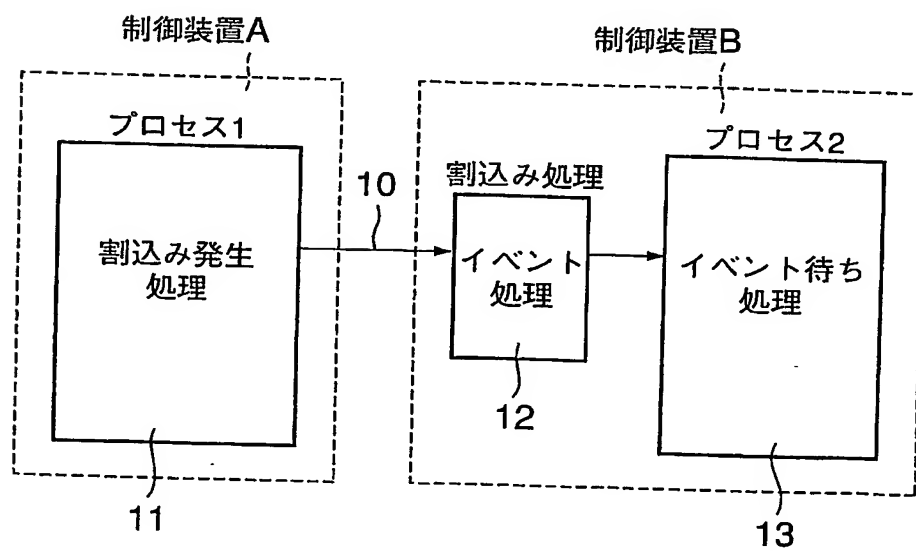 制御装置A
制御装置B
プロセス1
割込み発生
処理
11
10
割込み処理
イベント
処理
12
プロセス2
イベント待ち
処理
13